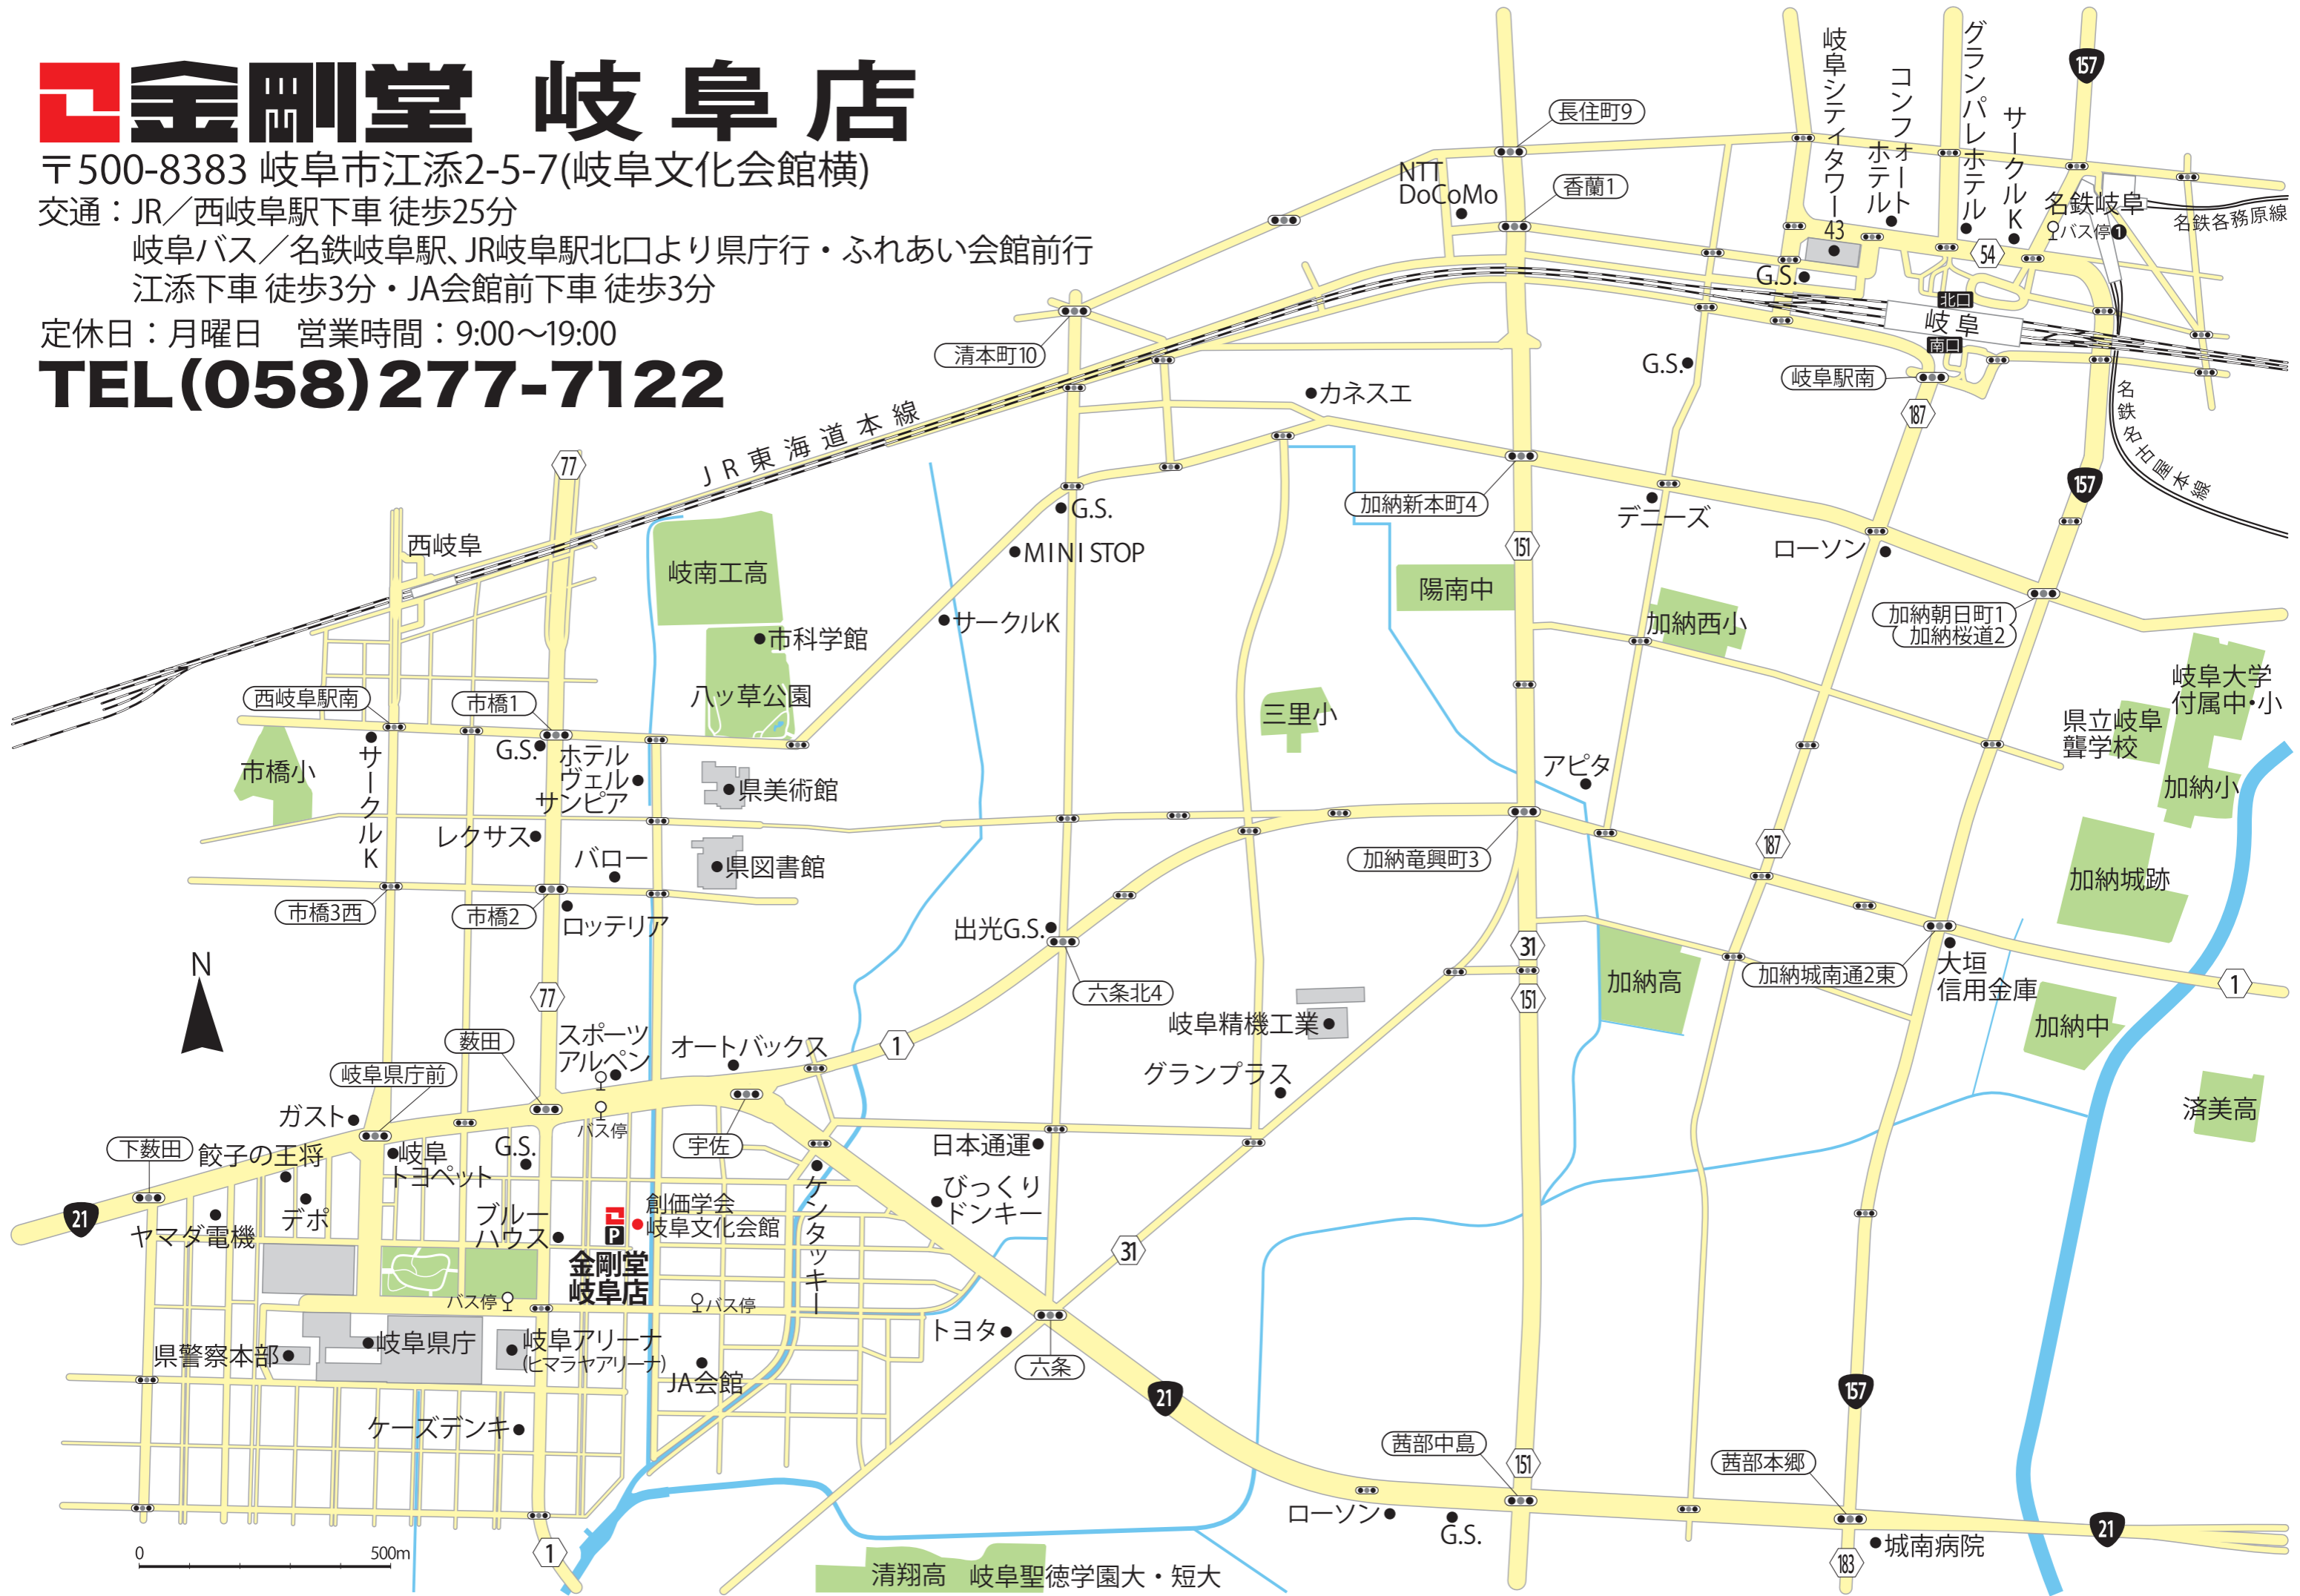 金剛堂 岐阜店
〒500-8383 岐阜市江添2-5-7(岐阜文化会館横)
交通：JR／西岐阜駅下車 徒歩25分
岐阜バス／名鉄岐阜駅、JR岐阜駅北口より県庁行・ふれあい会館前行
江添下車 徒歩3分・JA会館前下車 徒歩3分
定休日：月曜日　営業時間：9:00〜19:00
TEL(058)277-7122
157
長住町9
岐阜シティタワー43
コンフォートホテル
グランパレホテル
サークルK
NTT
DoCoMo
香蘭1
名鉄岐阜
バス停❶
名鉄各務原線
54
G.S.
北口
岐阜
南口
清本町10
G.S.
岐阜駅南
カネスエ
187
名鉄名古屋本線
JR東海道本線
77
157
G.S.
加納新本町4
デニーズ
西岐阜
MINI STOP
151
ローソン
岐南工高
陽南中
サークルK
加納西小
加納朝日町1
加納桜道2
市科学館
岐阜大学
付属中・小
西岐阜駅南
市橋1
八ッ草公園
三里小
県立岐阜
聾学校
サークルK
G.S.
ホテル
ヴェル
サンピア
市橋小
県美術館
アピタ
加納小
レクサス
187
バロー
県図書館
加納竜興町3
加納城跡
市橋3西
市橋2
ロッテリア
出光G.S.
31
N
加納高
加納城南通2東
大垣
信用金庫
1
77
六条北4
151
岐阜精機工業
加納中
薮田
スポーツ
アルペン
オートバックス
1
岐阜県庁前
グランプラス
ガスト
バス停
済美高
下薮田
餃子の王将
岐阜
トヨペット
G.S.
宇佐
日本通運
ケンタッキー
びっくり
ドンキー
21
ヤマダ電機
デポ
ブルー
ハウス
P
創価学会
岐阜文化会館
金剛堂
岐阜店
31
バス停
バス停
トヨタ
岐阜県庁
岐阜アリーナ
(ヒマラヤアリーナ)
県警察本部
JA会館
六条
21
157
ケーズデンキ
茜部中島
151
茜部本郷
ローソン
G.S.
21
0
500m
1
城南病院
183
清翔高
岐阜聖徳学園大・短大